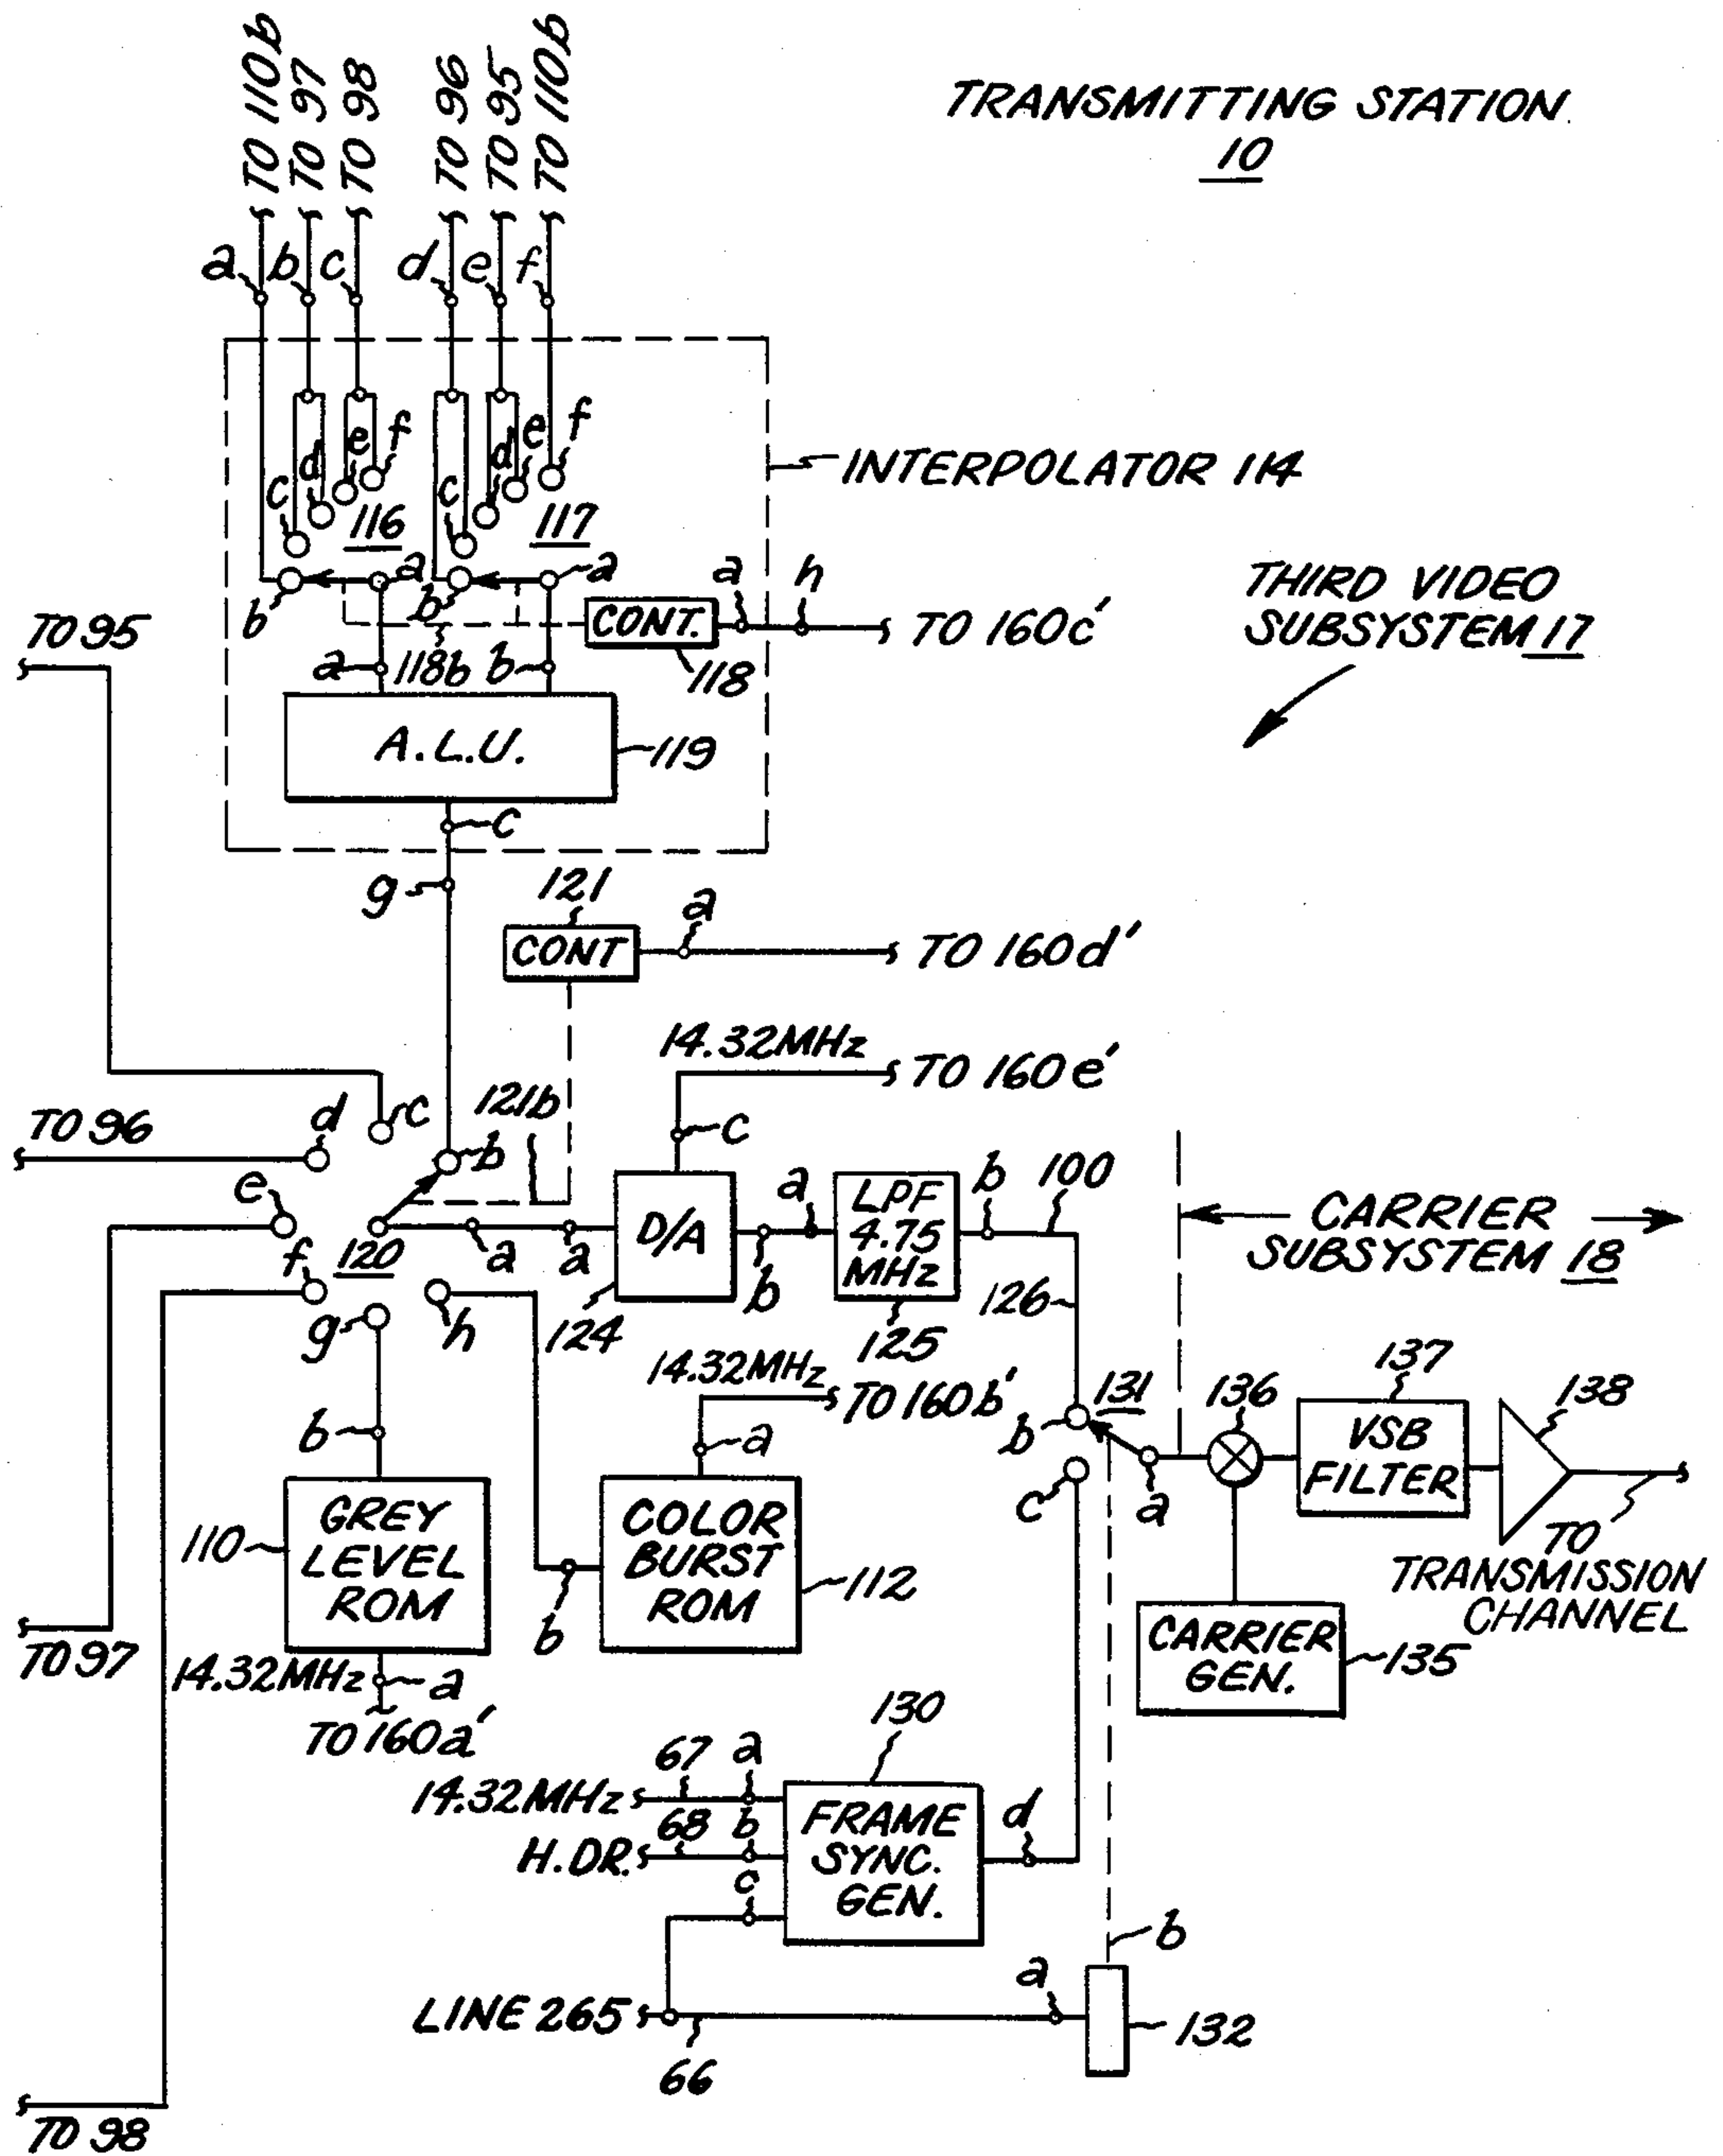 TO 110b
TO 97
TO 98
TO 96
TO 95
TO 110b
TRANSMITTING STATION.
10
a b c d e f
c d e f
c d e f
116
117
INTERPOLATOR 114
b a b a
a h
CONT.
TO 160c'
118
THIRD VIDEO
SUBSYSTEM 17
TO 95
a 118b b
A.L.U.
119
c
g
121
a
CONT
TO 160d'
14.32MHz
TO 160e'
121b
c
TO 96
d c b
e
f
120
a a
D/A
124
b a
LPF
4.75
MHz
125
b 100
126
CARRIER
SUBSYSTEM 18
g h
14.32MHz
TO 160b'
a
b
131
b
c
a
136
137
VSB
FILTER
138
TO
TRANSMISSION
CHANNEL
110
GREY
LEVEL
ROM
COLOR
BURST
ROM
112
b
CARRIER
GEN.
135
TO 97
14.32MHz a
TO 160a'
130
67 a
14.32MHz
68 b
H.DR.
c
FRAME
SYNC.
GEN.
d
b
LINE 265
66
a
132
TO 98